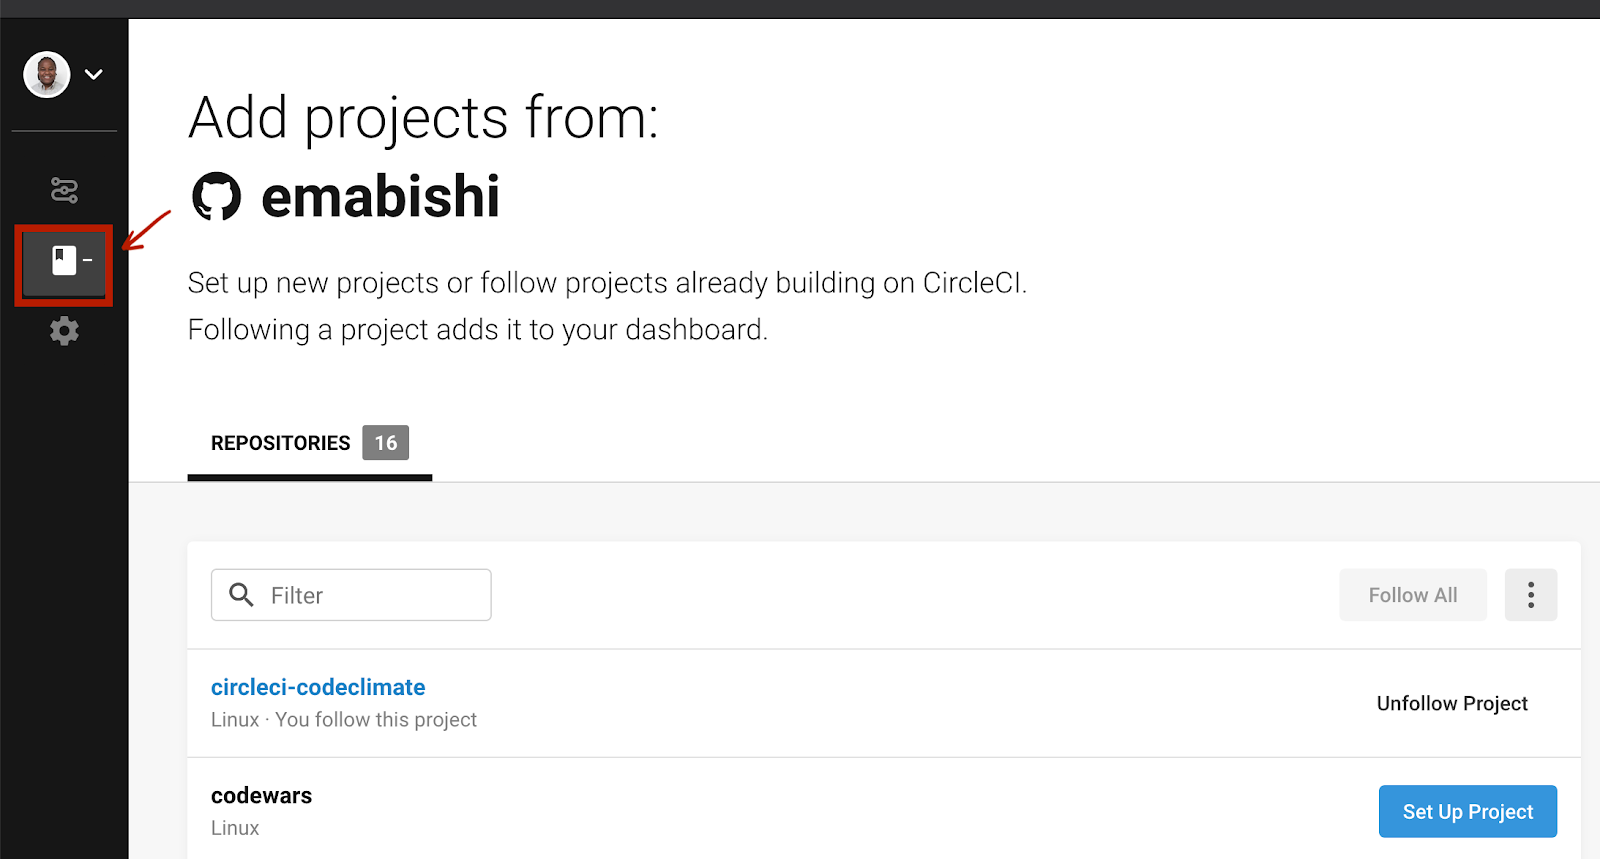 Add projects from:
emabishi
Set up new projects or follow projects already building on CircleCI.
Following a project adds it to your dashboard.
REPOSITORIES 16
Filter
Follow All
circleci-codeclimate
Linux · You follow this project
Unfollow Project
codewars
Linux
Set Up Project